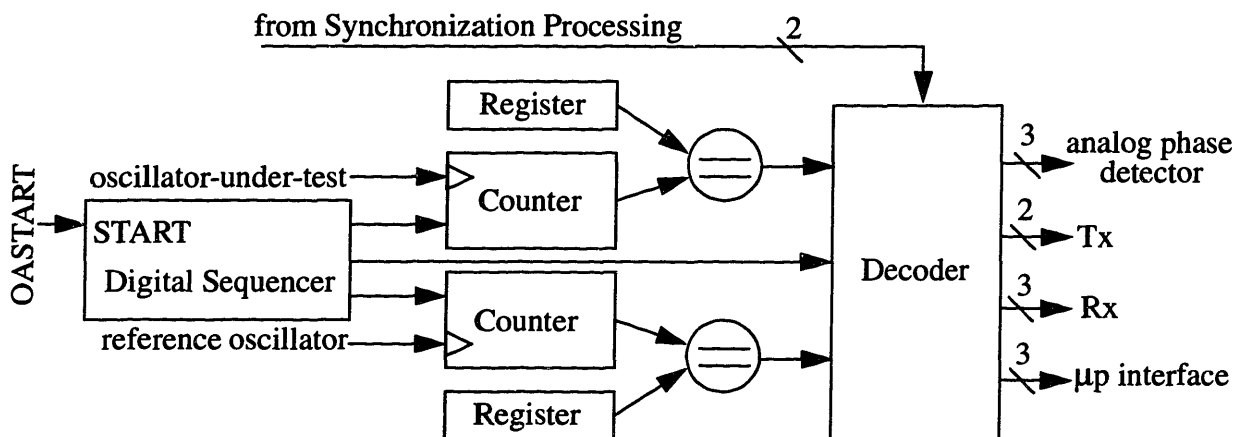 from Synchronization Processing
2
Register
oscillator-under-test
Counter
OASTART
START
Digital Sequencer
reference oscillator
Counter
Register
Decoder
3
analog phase
detector
2
Tx
3
Rx
3
μp interface